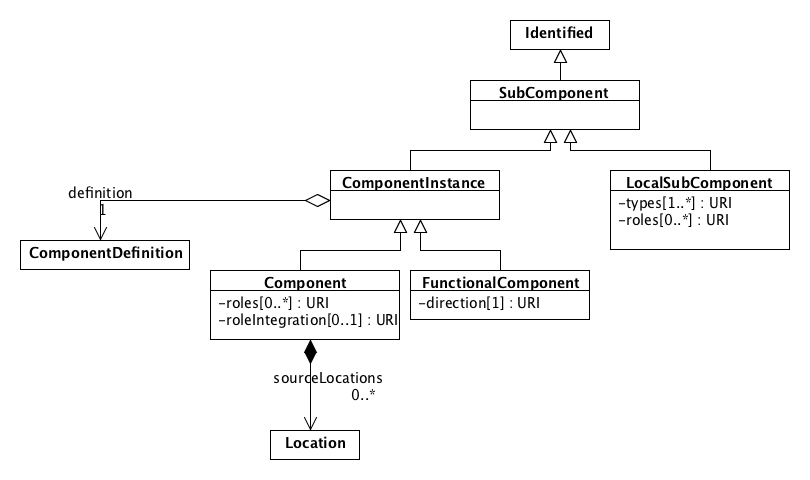 Identified
SubComponent
ComponentInstance
LocalSubComponent
-types[1..*] : URI
-roles[0..*] : URI
definition
1
ComponentDefinition
Component
-roles[0..*] : URI
-roleIntegration[0..1] : URI
FunctionalComponent
-direction[1] : URI
sourceLocations
0..*
Location